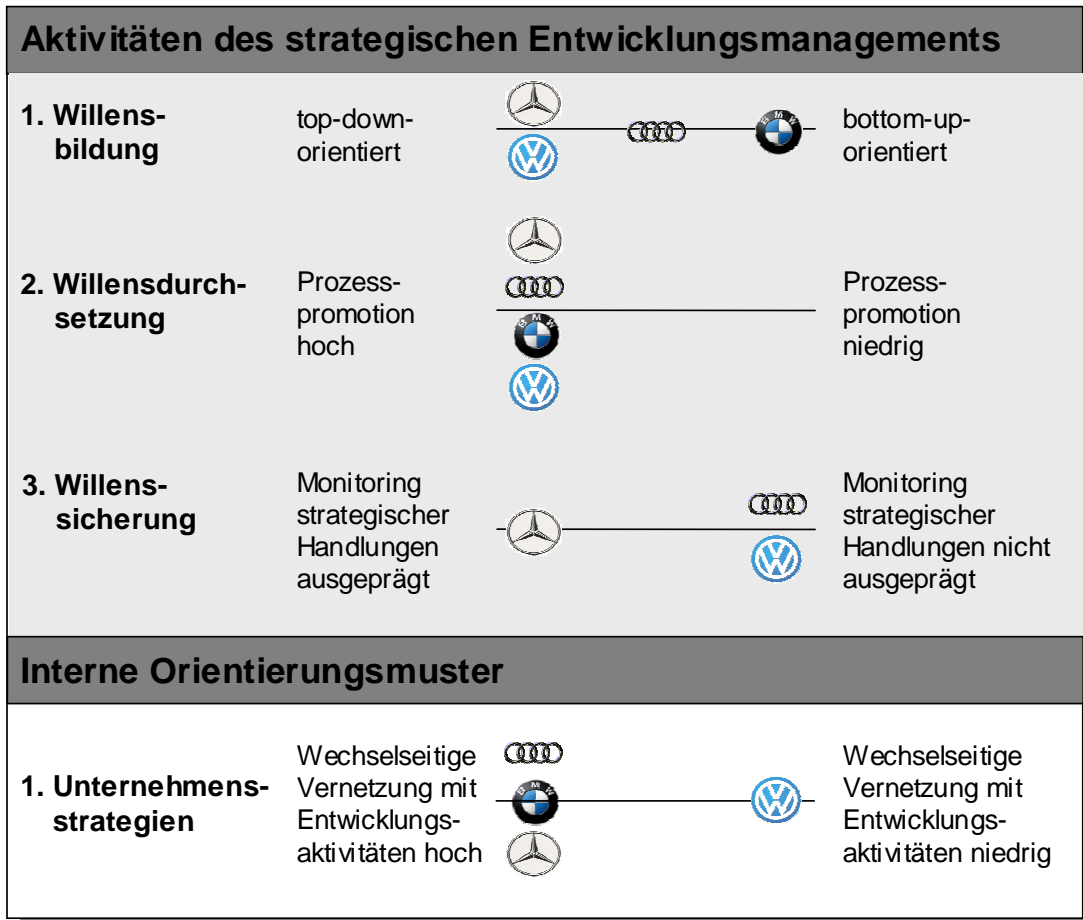 Aktivitäten des strategischen Entwicklungsmanagements
1. Willens-
bildung
top-down-
orientiert
bottom-up-
orientiert
2. Willensdurch-
setzung
Prozess-
promotion
hoch
Prozess-
promotion
niedrig
3. Willens-
sicherung
Monitoring
strategischer
Handlungen
ausgeprägt
Monitoring
strategischer
Handlungen nicht
ausgeprägt
Interne Orientierungsmuster
1. Unternehmens-
strategien
Wechselseitige
Vernetzung mit
Entwicklungs-
aktivitäten hoch
Wechselseitige
Vernetzung mit
Entwicklungs-
aktivitäten niedrig
BMW
VW